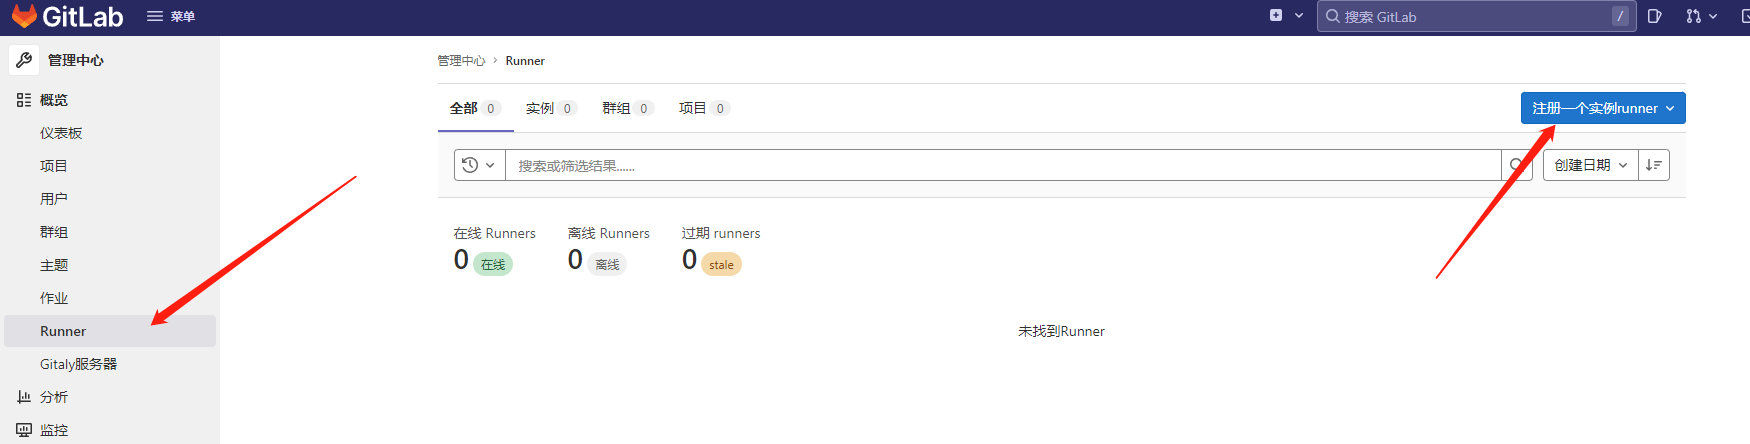 GitLab 菜单 搜索 GitLab /
管理中心
概览
仪表板
项目
用户
群组
主题
作业
Runner
Gitaly服务器
分析
监控
管理中心 › Runner
全部 0 实例 0 群组 0 项目 0 注册一个实例runner
搜索或筛选结果...... 创建日期
在线 Runners 离线 Runners 过期 runners
0 在线 0 离线 0 stale
未找到Runner